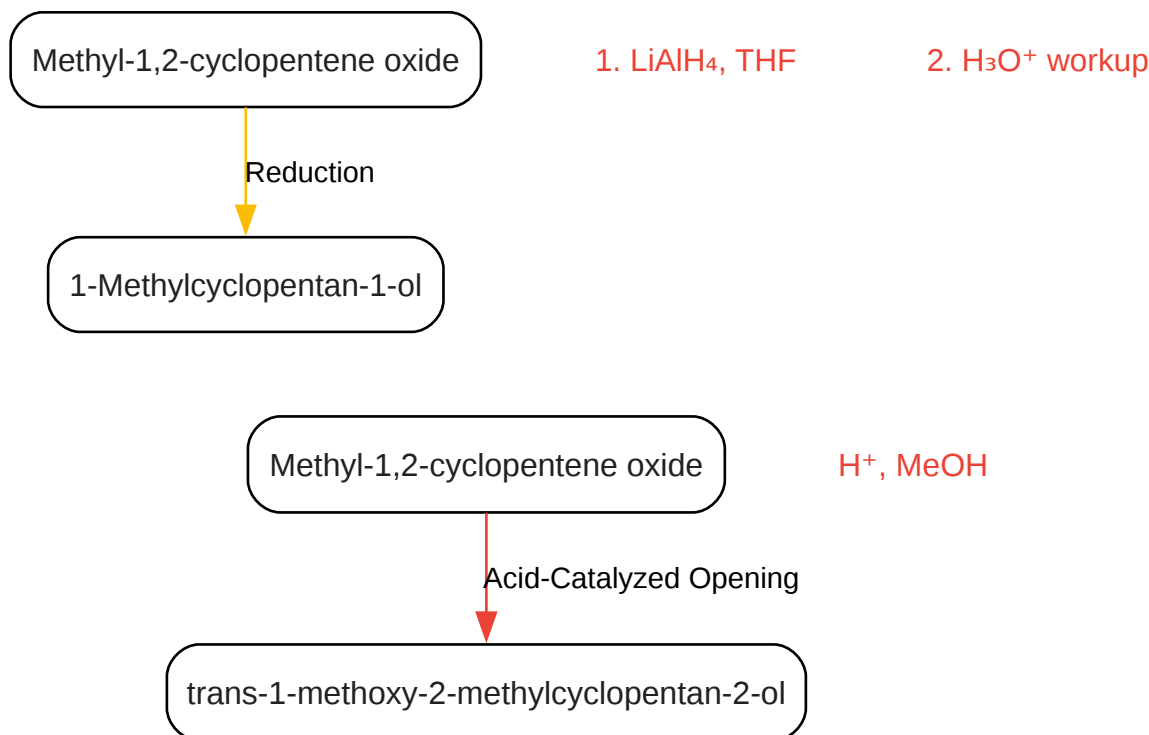 Methyl-1,2-cyclopentene oxide 1. LiAlH₄, THF 2. H₃O⁺ workup
Reduction
1-Methylcyclopentan-1-ol
Methyl-1,2-cyclopentene oxide H⁺, MeOH
Acid-Catalyzed Opening
trans-1-methoxy-2-methylcyclopentan-2-ol